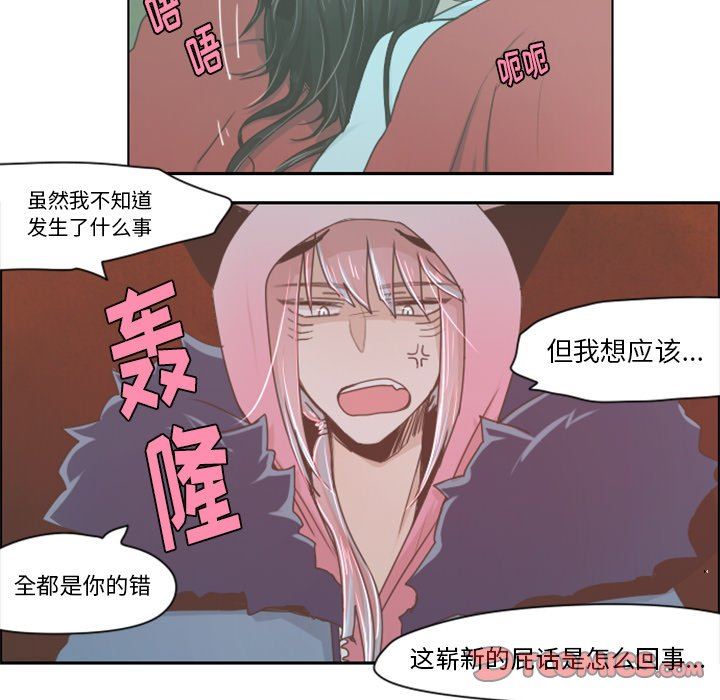 唔
唔
呃呃
虽然我不知道
发生了什么事
轰
隆
但我想应该...
全都是你的错
这崭新的屁话是怎么回事...